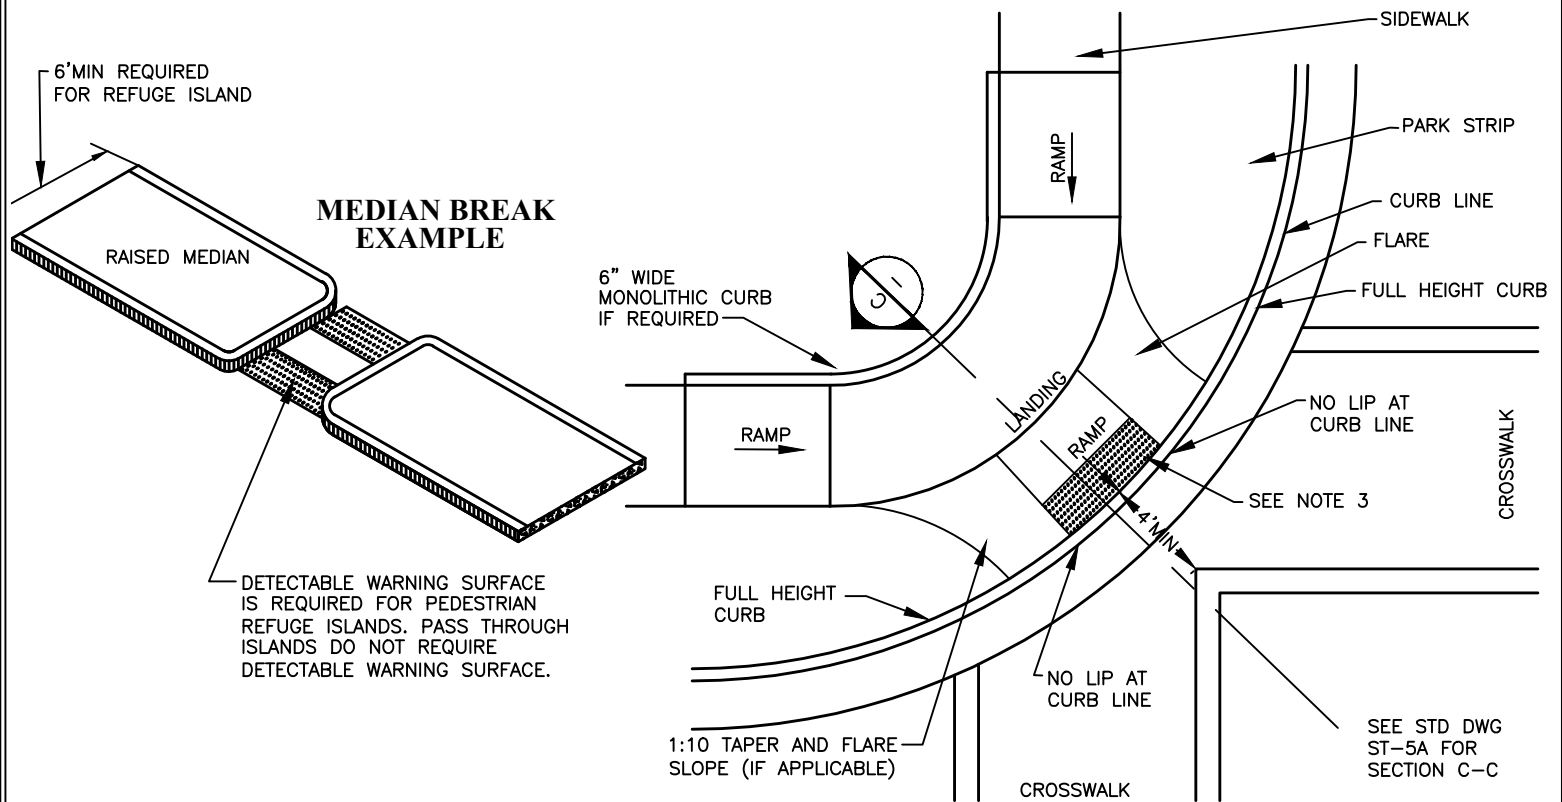 6'MIN REQUIRED
FOR REFUGE ISLAND
MEDIAN BREAK
EXAMPLE
RAISED MEDIAN
DETECTABLE WARNING SURFACE
IS REQUIRED FOR PEDESTRIAN
REFUGE ISLANDS. PASS THROUGH
ISLANDS DO NOT REQUIRE
DETECTABLE WARNING SURFACE.
SIDEWALK
PARK STRIP
CURB LINE
FLARE
FULL HEIGHT CURB
RAMP
6" WIDE
MONOLITHIC CURB
IF REQUIRED
C
–
RAMP
LANDING
RAMP
NO LIP AT
CURB LINE
SEE NOTE 3
CROSSWALK
4'MIN
FULL HEIGHT
CURB
NO LIP AT
CURB LINE
1:10 TAPER AND FLARE
SLOPE (IF APPLICABLE)
CROSSWALK
SEE STD DWG
ST-5A FOR
SECTION C-C